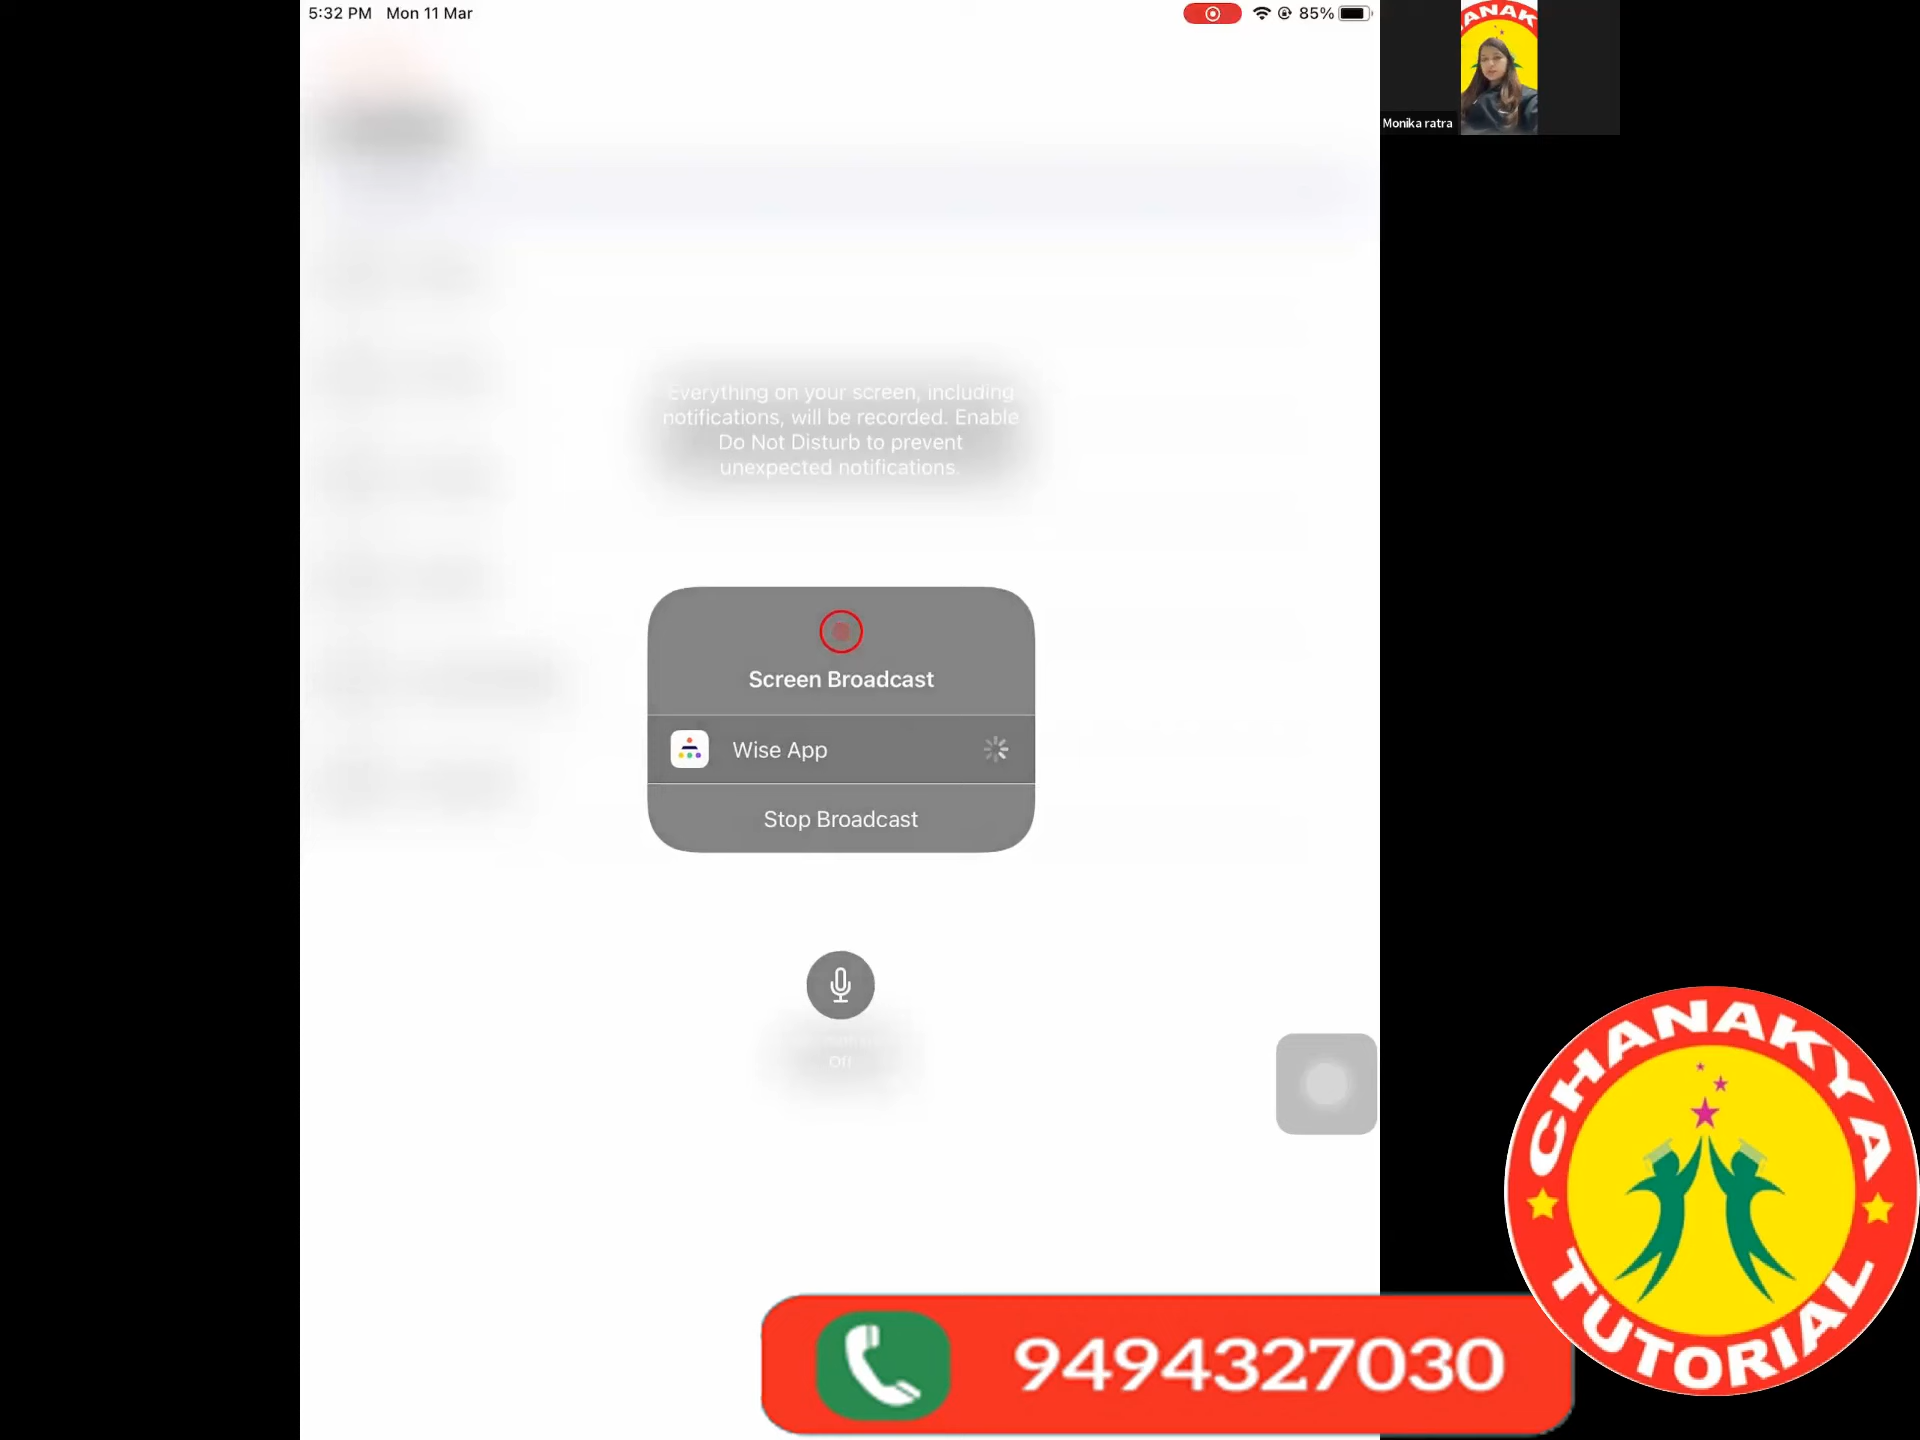 5:32 PM Mon 11 Mar
85%
ANAK
Monika ratra
Everything on your screen, including
notifications, will be recorded. Enable
Do Not Disturb to prevent
unexpected notifications.
Screen Broadcast
Wise App
Stop Broadcast
Off
CHANAKYA
TUTORIAL
9494327030